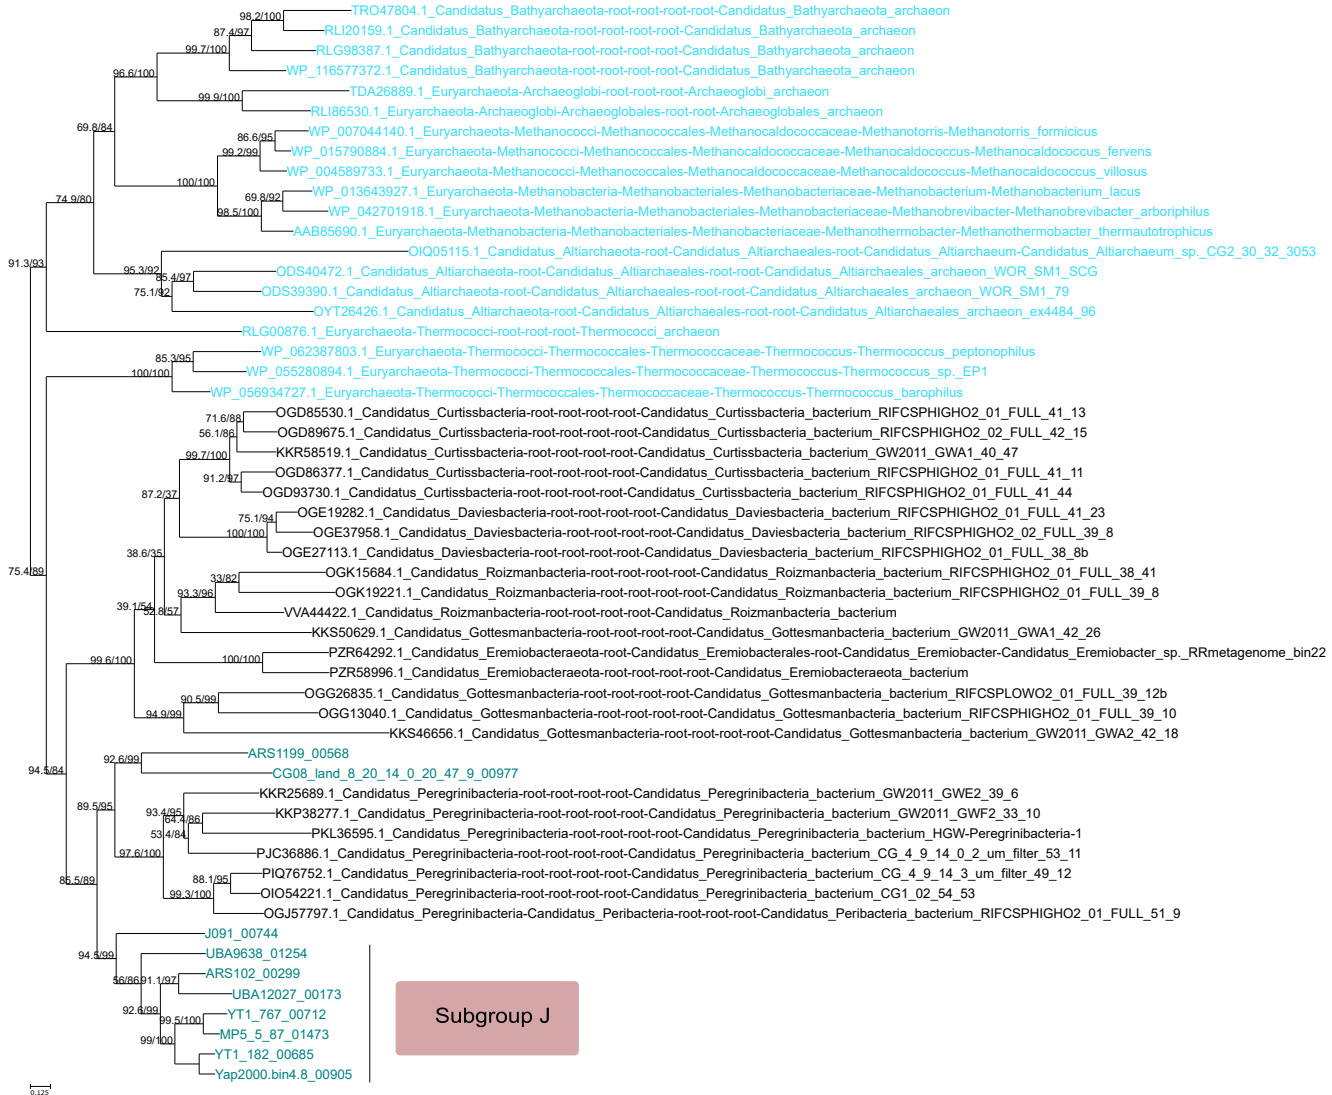 98.2/100
TRO47804.1_Candidatus_Bathyarchaeota-root-root-root-root-Candidatus_Bathyarchaeota_archaeon
87.4/97
RLI20159.1_Candidatus_Bathyarchaeota-root-root-root-root-Candidatus_Bathyarchaeota_archaeon
99.7/100
RLG98387.1_Candidatus_Bathyarchaeota-root-root-root-root-Candidatus_Bathyarchaeota_archaeon
96.6/100
WP_116577372.1_Candidatus_Bathyarchaeota-root-root-root-root-Candidatus_Bathyarchaeota_archaeon
TDA26889.1_Euryarchaeota-Archaeoglobi-root-root-root-Archaeoglobi_archaeon
99.9/100
RLI86530.1_Euryarchaeota-Archaeoglobi-Archaeoglobales-root-root-Archaeoglobales_archaeon
69.8/84
WP_007044140.1_Euryarchaeota-Methanococci-Methanococcales-Methanocaldococcaceae-Methanotorris-Methanotorris_formicicus
86.6/95
WP_015790884.1_Euryarchaeota-Methanococci-Methanococcales-Methanocaldococcaceae-Methanocaldococcus-Methanocaldococcus_fervens
99.2/99
WP_004589733.1_Euryarchaeota-Methanococci-Methanococcales-Methanocaldococcaceae-Methanocaldococcus-Methanocaldococcus_villosus
100/100
WP_013643927.1_Euryarchaeota-Methanobacteria-Methanobacteriales-Methanobacteriaceae-Methanobacterium-Methanobacterium_lacus
69.8/92
74.9/80
WP_042701918.1_Euryarchaeota-Methanobacteria-Methanobacteriales-Methanobacteriaceae-Methanobrevibacter-Methanobrevibacter_arboriphilus
98.5/100
AAB85690.1_Euryarchaeota-Methanobacteria-Methanobacteriales-Methanobacteriaceae-Methanothermobacter-Methanothermobacter_thermautotrophicus
OIQ05115.1_Candidatus_Altiarchaeota-root-Candidatus_Altiarchaeales-root-Candidatus_Altiarchaeum-Candidatus_Altiarchaeum_sp._CG2_30_32_3053
91.3/93
95.3/92
ODS40472.1_Candidatus_Altiarchaeota-root-Candidatus_Altiarchaeales-root-root-Candidatus_Altiarchaeales_archaeon_WOR_SM1_SCG
85.4/97
ODS39390.1_Candidatus_Altiarchaeota-root-Candidatus_Altiarchaeales-root-root-Candidatus_Altiarchaeales_archaeon_WOR_SM1_79
75.1/92
OYT26426.1_Candidatus_Altiarchaeota-root-Candidatus_Altiarchaeales-root-root-Candidatus_Altiarchaeales_archaeon_ex4484_96
RLG00876.1_Euryarchaeota-Thermococci-root-root-root-Thermococci_archaeon
WP_062387803.1_Euryarchaeota-Thermococci-Thermococcales-Thermococcaceae-Thermococcus-Thermococcus_peptonophilus
85.3/95
WP_055280894.1_Euryarchaeota-Thermococci-Thermococcales-Thermococcaceae-Thermococcus-Thermococcus_sp._EP1
100/100
WP_056934727.1_Euryarchaeota-Thermococci-Thermococcales-Thermococcaceae-Thermococcus-Thermococcus_barophilus
OGD85530.1_Candidatus_Curtissbacteria-root-root-root-root-Candidatus_Curtissbacteria_bacterium_RIFCSPHIGHO2_01_FULL_41_13
71.6/88
OGD89675.1_Candidatus_Curtissbacteria-root-root-root-root-Candidatus_Curtissbacteria_bacterium_RIFCSPHIGHO2_02_FULL_42_15
56.1/86
KKR58519.1_Candidatus_Curtissbacteria-root-root-root-root-Candidatus_Curtissbacteria_bacterium_GW2011_GWA1_40_47
99.7/100
OGD86377.1_Candidatus_Curtissbacteria-root-root-root-root-Candidatus_Curtissbacteria_bacterium_RIFCSPHIGHO2_01_FULL_41_11
91.2/97
OGD93730.1_Candidatus_Curtissbacteria-root-root-root-root-Candidatus_Curtissbacteria_bacterium_RIFCSPHIGHO2_01_FULL_41_44
87.2/37
OGE19282.1_Candidatus_Daviesbacteria-root-root-root-root-Candidatus_Daviesbacteria_bacterium_RIFCSPHIGHO2_01_FULL_41_23
75.1/94
OGE37958.1_Candidatus_Daviesbacteria-root-root-root-root-Candidatus_Daviesbacteria_bacterium_RIFCSPHIGHO2_02_FULL_39_8
100/100
OGE27113.1_Candidatus_Daviesbacteria-root-root-root-root-Candidatus_Daviesbacteria_bacterium_RIFCSPHIGHO2_01_FULL_38_8b
38.6/35
75.4/89
OGK15684.1_Candidatus_Roizmanbacteria-root-root-root-root-Candidatus_Roizmanbacteria_bacterium_RIFCSPHIGHO2_01_FULL_38_41
33/82
OGK19221.1_Candidatus_Roizmanbacteria-root-root-root-root-Candidatus_Roizmanbacteria_bacterium_RIFCSPHIGHO2_01_FULL_39_8
93.3/96
39.1/54
52.8/57
VVA44422.1_Candidatus_Roizmanbacteria-root-root-root-root-Candidatus_Roizmanbacteria_bacterium
KKS50629.1_Candidatus_Gottesmanbacteria-root-root-root-root-Candidatus_Gottesmanbacteria_bacterium_GW2011_GWA1_42_26
PZR64292.1_Candidatus_Eremiobacteraeota-root-Candidatus_Eremiobacterales-root-Candidatus_Eremiobacter-Candidatus_Eremiobacter_sp._RRmetagenome_bin22
99.6/100
100/100
PZR58996.1_Candidatus_Eremiobacteraeota-root-root-root-root-Candidatus_Eremiobacteraeota_bacterium
OGG26835.1_Candidatus_Gottesmanbacteria-root-root-root-root-Candidatus_Gottesmanbacteria_bacterium_RIFCSPLOWO2_01_FULL_39_12b
90.5/99
OGG13040.1_Candidatus_Gottesmanbacteria-root-root-root-root-Candidatus_Gottesmanbacteria_bacterium_RIFCSPHIGHO2_01_FULL_39_10
94.9/99
KKS46656.1_Candidatus_Gottesmanbacteria-root-root-root-root-Candidatus_Gottesmanbacteria_bacterium_GW2011_GWA2_42_18
ARS1199_00568
92.6/99
94.5/84
CG08_land_8_20_14_0_20_47_9_00977
KKR25689.1_Candidatus_Peregrinibacteria-root-root-root-root-Candidatus_Peregrinibacteria_bacterium_GW2011_GWE2_39_6
89.5/95
93.4/95
KKP38277.1_Candidatus_Peregrinibacteria-root-root-root-root-Candidatus_Peregrinibacteria_bacterium_GW2011_GWF2_33_10
64.4/86
PKL36595.1_Candidatus_Peregrinibacteria-root-root-root-root-Candidatus_Peregrinibacteria_bacterium_HGW-Peregrinibacteria-1
53.4/84
PJC36886.1_Candidatus_Peregrinibacteria-root-root-root-root-Candidatus_Peregrinibacteria_bacterium_CG_4_9_14_0_2_um_filter_53_11
97.6/100
PIQ76752.1_Candidatus_Peregrinibacteria-root-root-root-root-Candidatus_Peregrinibacteria_bacterium_CG_4_9_14_3_um_filter_49_12
88.1/95
85.5/89
OIO54221.1_Candidatus_Peregrinibacteria-root-root-root-root-Candidatus_Peregrinibacteria_bacterium_CG1_02_54_53
99.3/100
OGJ57797.1_Candidatus_Peregrinibacteria-Candidatus_Peribacteria-root-root-root-Candidatus_Peribacteria_bacterium_RIFCSPHIGHO2_01_FULL_51_9
J091_00744
94.5/99
UBA9638_01254
ARS102_00299
56/86
91.1/97
UBA12027_00173
92.6/99
YT1_767_00712
Subgroup J
99.5/100
MP5_5_87_01473
99/100
YT1_182_00685
Yap2000.bin4.8_00905
0.125